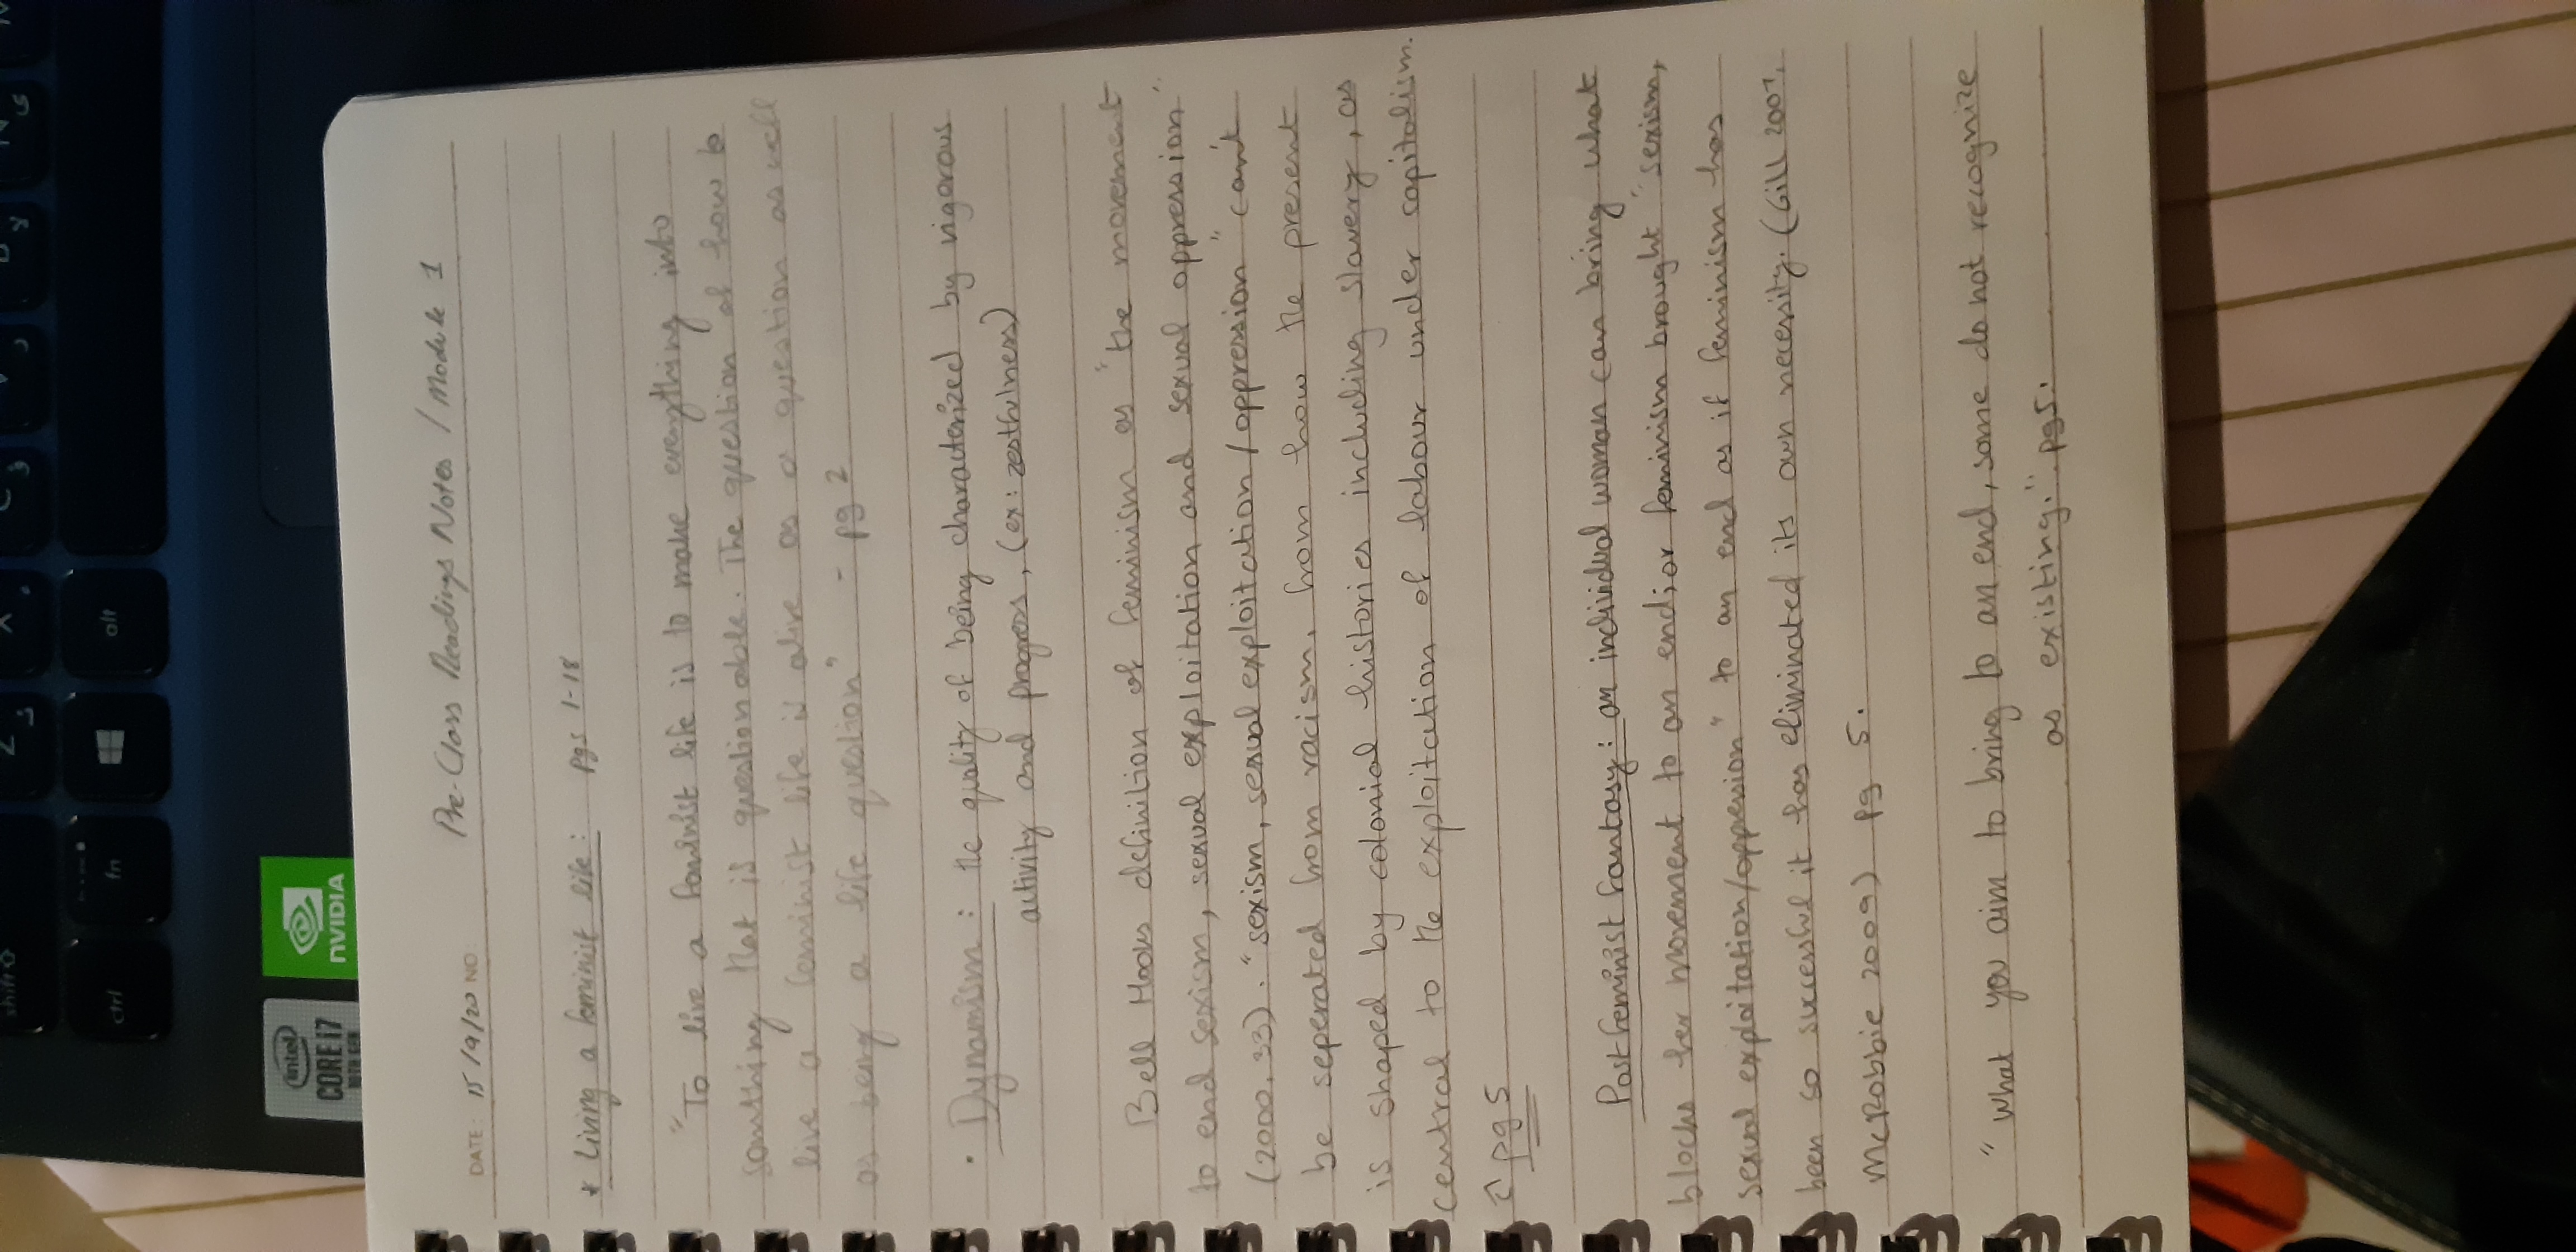 shift
Z
X
ctrl
fn
alt
intel
CORE i7
10TH GEN
NVIDIA
Pre-Class Readings Notes / Module 1
DATE: 15/9/20 NO.
* Living a feminist life: pgs 1-18
"To live a feminist life is to make everything into
something that is questionable. The question of how to
live a feminist life is alive as a question as well
as being a life question" - pg 2
· Dynamism: the quality of being characterized by vigorous
activity and progress, (ex: zestfulness)
Bell Hooks definition of feminism as "the movement
to end sexism, sexual exploitation and sexual oppression"
(2000, 33). "sexism, sexual exploitation/oppression" can't
be seperated from racism, from how the present
is shaped by colonial histories including slavery, as
central to the exploitation of labour under capitalism.
↑ pg 5
Postfeminist fantasy: an individual woman can bring what
blocks her movement to an end; or feminism brought "sexism,
sexual exploitation/oppression" to an end as if feminism has
been so successful it has eliminated its own necessity. (Gill 2007,
McRobbie 2009) pg 5.
"What you aim to bring to an end, some do not recognize
as existing." pg5.